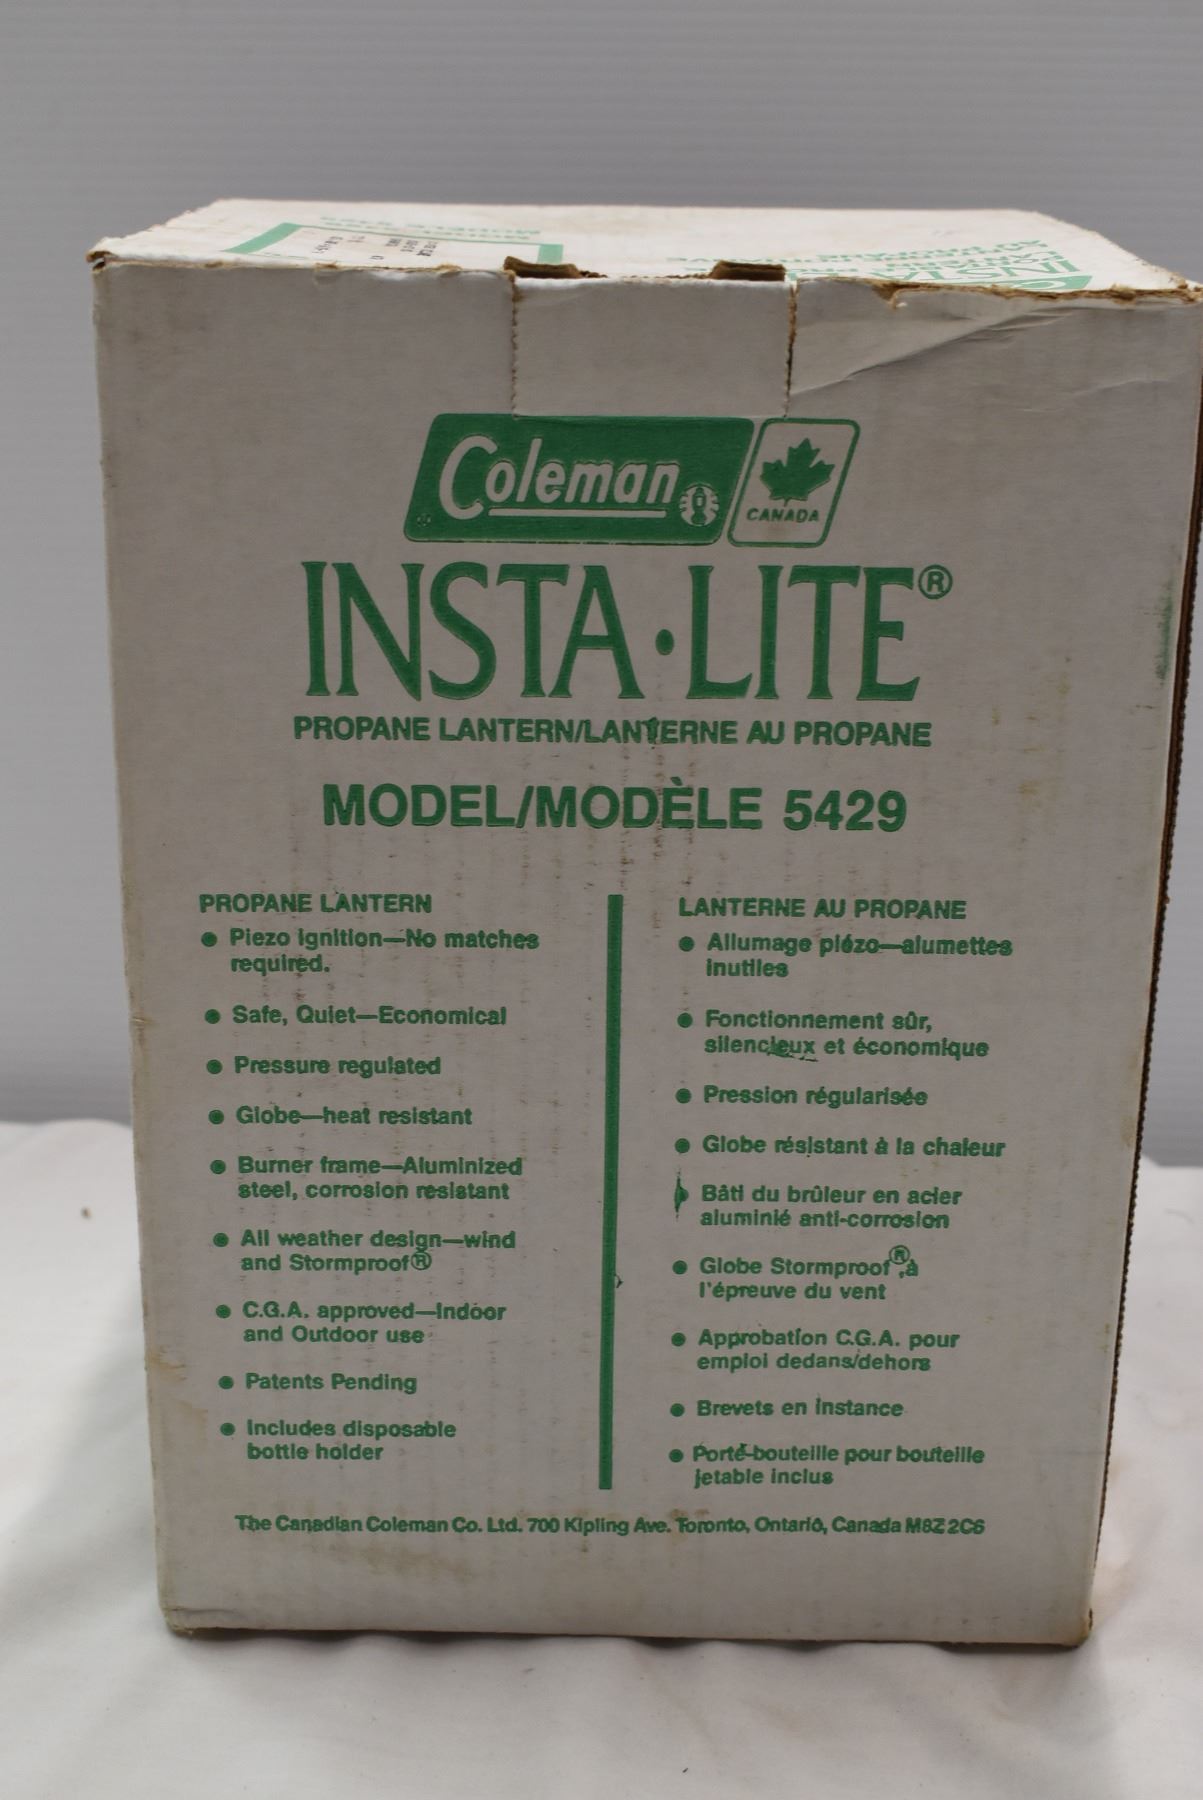 Coleman
CANADA
INSTA·LITE®
PROPANE LANTERN/LANTERNE AU PROPANE
MODEL/MODÈLE 5429
PROPANE LANTERN
● Piezo ignition—No matches
required.
● Safe, Quiet—Economical
● Pressure regulated
● Globe—heat resistant
● Burner frame—Aluminized
steel, corrosion resistant
● All weather design—wind
and Stormproof®
● C.G.A. approved—Indoor
and Outdoor use
● Patents Pending
● Includes disposable
bottle holder
LANTERNE AU PROPANE
● Allumage piézo—alumettes
inutiles
● Fonctionnement sûr,
silencieux et économique
● Pression régularisée
● Globe résistant à la chaleur
● Bâti du brûleur en acier
aluminié anti-corrosion
● Globe Stormproof®, à
l'épreuve du vent
● Approbation C.G.A. pour
emploi dedans/dehors
● Brevets en instance
● Porte-bouteille pour bouteille
jetable inclus
The Canadian Coleman Co. Ltd. 700 Kipling Ave. Toronto, Ontario, Canada M8Z 2C6